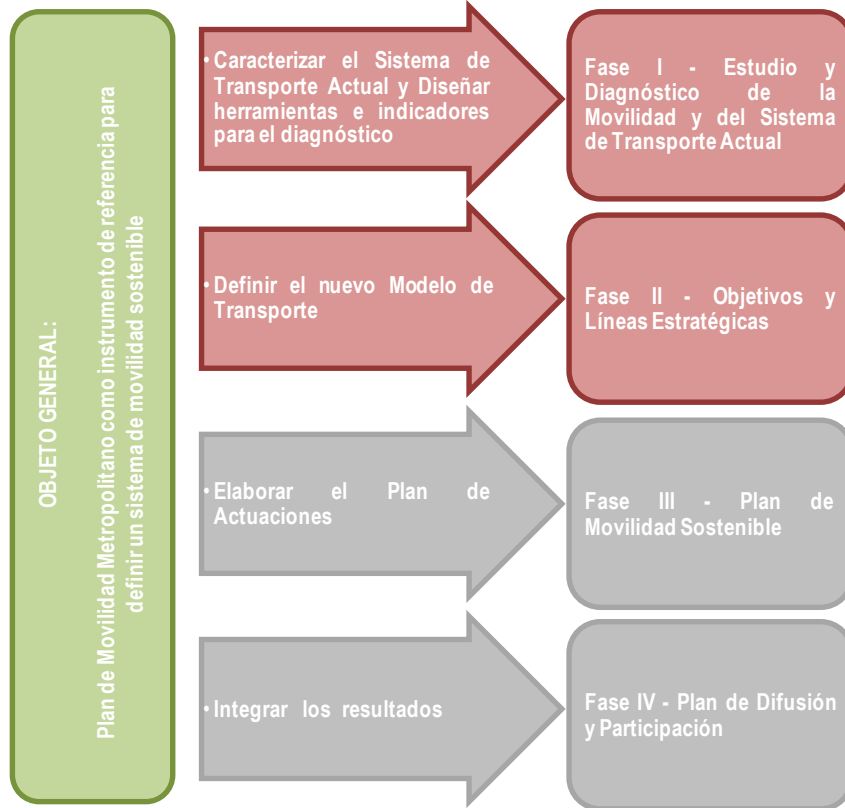 OBJETO GENERAL:
Plan de Movilidad Metropolitano como instrumento de referencia para
definir un sistema de movilidad sostenible
• Caracterizar el Sistema de
Transporte Actual y Diseñar
herramientas e indicadores
para el diagnóstico
Fase I - Estudio y
Diagnóstico de la
Movilidad y del Sistema
de Transporte Actual
• Definir el nuevo Modelo de
Transporte
Fase II - Objetivos y
Líneas Estratégicas
• Elaborar el Plan de
Actuaciones
Fase III - Plan de
Movilidad Sostenible
• Integrar los resultados
Fase IV - Plan de Difusión
y Participación